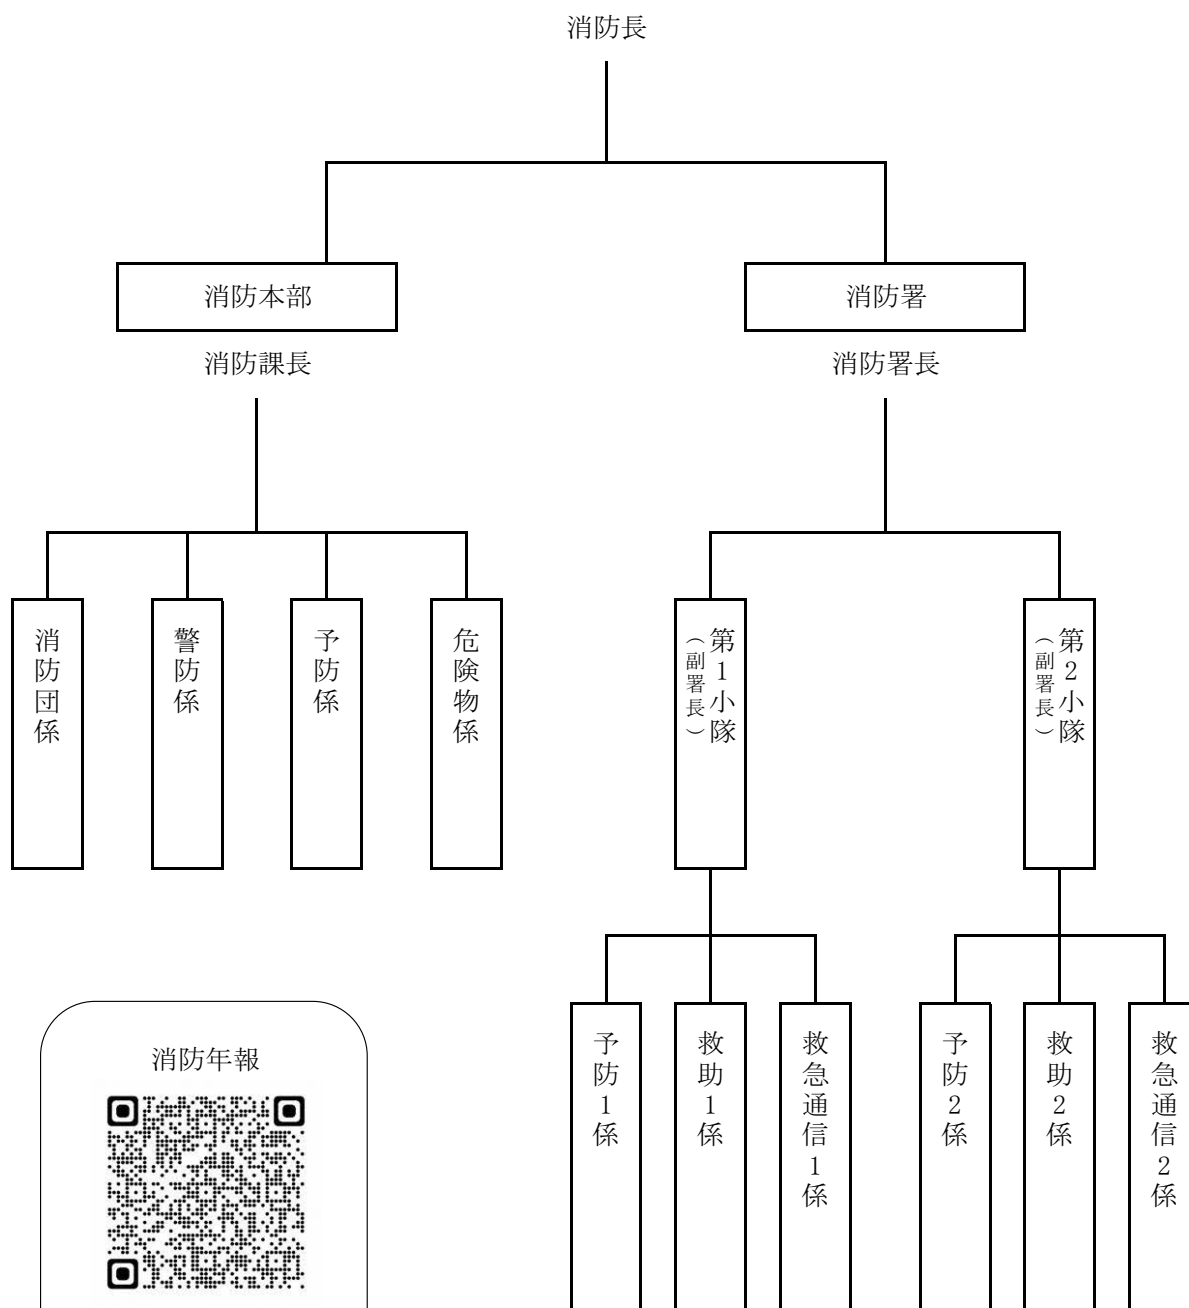 消防長
消防本部
消防署
消防課長
消防署長
消防団係
警防係
予防係
危険物係
第1小隊
（副署長）
第2小隊
（副署長）
予防1係
救助1係
救急通信1係
予防2係
救助2係
救急通信2係
消防年報